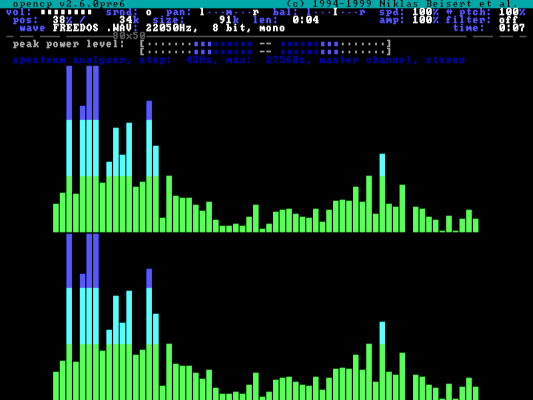 opencp v2.6.0pre6 (c) 1994-1999 Niklas Beisert et al.
vol: srnd: o pan: l···m···r bal: l···l···r spd: 100% = ptch: 100%
pos: 38% / 34k size: 91k len: 0:04 amp: 100% filter: off
wave FREEDOS .WAV: 22050Hz, 8 bit, mono time: 0:07
80x50
peak power level: [ -- ]
[ -- ]
spectrum analyser, step: 43Hz, max: 2756Hz, master channel, stereo